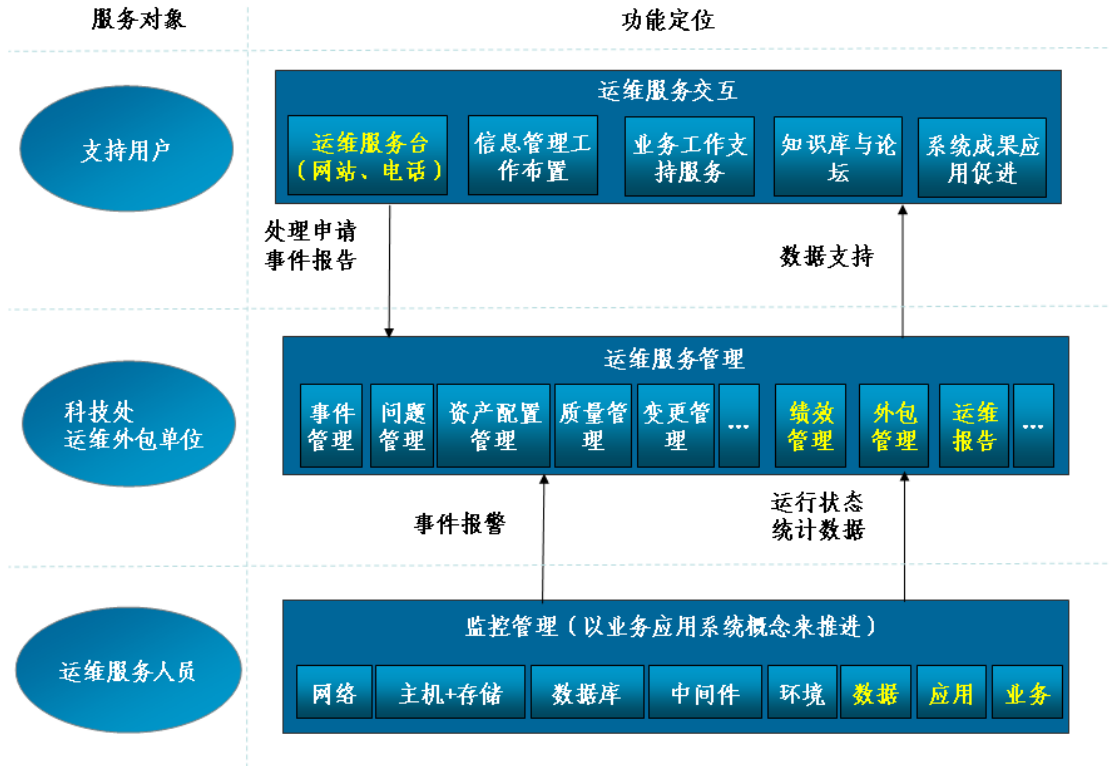 服务对象
功能定位
支持用户
运维服务交互
运维服务台
（网站、电话）
信息管理工
作布置
业务工作支
持服务
知识库与论
坛
系统成果应
用促进
处理申请
事件报告
数据支持
科技处
运维外包单位
运维服务管理
事件
管理
问题
管理
资产配置
管理
质量管
理
变更管
理
...
绩效
管理
外包
管理
运维
报告
...
事件报警
运行状态
统计数据
运维服务人员
监控管理（以业务应用系统概念来推进）
网络
主机+存储
数据库
中间件
环境
数据
应用
业务